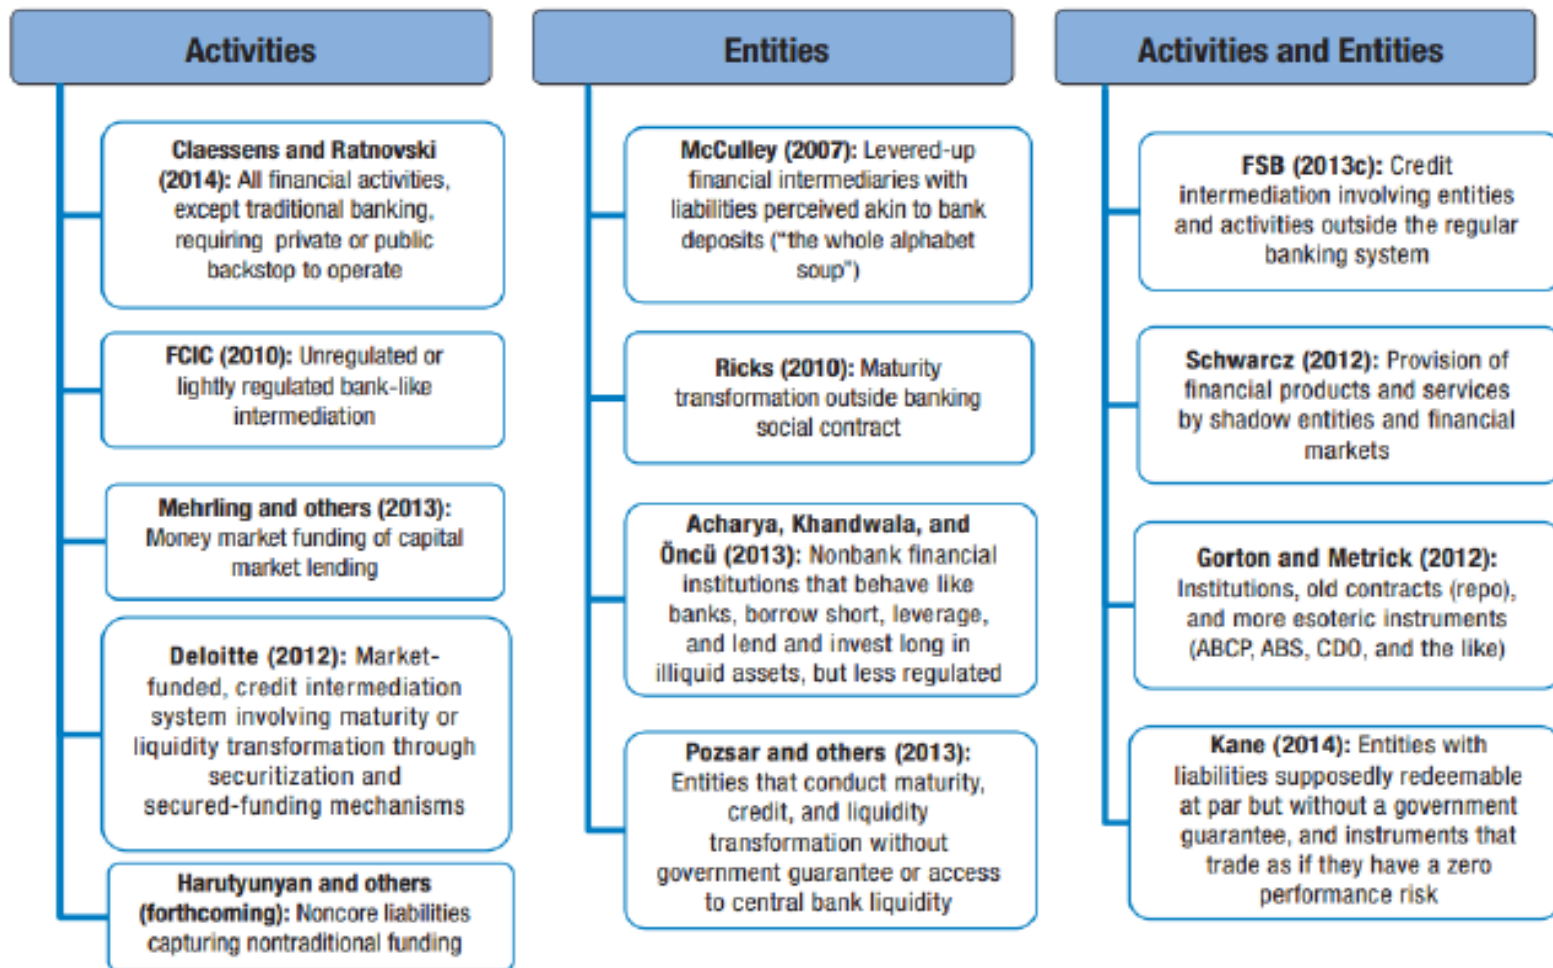 Activities
Claessens and Ratnovski
(2014): All financial activities,
except traditional banking,
requiring private or public
backstop to operate
FCIC (2010): Unregulated or
lightly regulated bank-like
intermediation
Mehrling and others (2013):
Money market funding of capital
market lending
Deloitte (2012): Market-
funded, credit intermediation
system involving maturity or
liquidity transformation through
securitization and
secured-funding mechanisms
Harutyunyan and others
(forthcoming): Noncore liabilities
capturing nontraditional funding
Entities
McCulley (2007): Levered-up
financial intermediaries with
liabilities perceived akin to bank
deposits ("the whole alphabet
soup")
Ricks (2010): Maturity
transformation outside banking
social contract
Acharya, Khandwala, and
Öncü (2013): Nonbank financial
institutions that behave like
banks, borrow short, leverage,
and lend and invest long in
illiquid assets, but less regulated
Pozsar and others (2013):
Entities that conduct maturity,
credit, and liquidity
transformation without
government guarantee or access
to central bank liquidity
Activities and Entities
FSB (2013c): Credit
intermediation involving entities
and activities outside the regular
banking system
Schwarcz (2012): Provision of
financial products and services
by shadow entities and financial
markets
Gorton and Metrick (2012):
Institutions, old contracts (repo),
and more esoteric instruments
(ABCP, ABS, CDO, and the like)
Kane (2014): Entities with
liabilities supposedly redeemable
at par but without a government
guarantee, and instruments that
trade as if they have a zero
performance risk